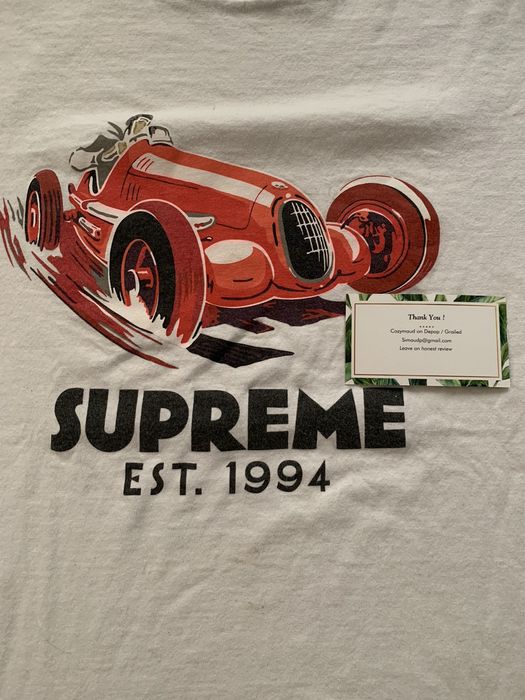 SUPREME
EST. 1994
Thank You !
Cozymaud on Depop / Grailed
Simaudp@gmail.com
Leave an honest review